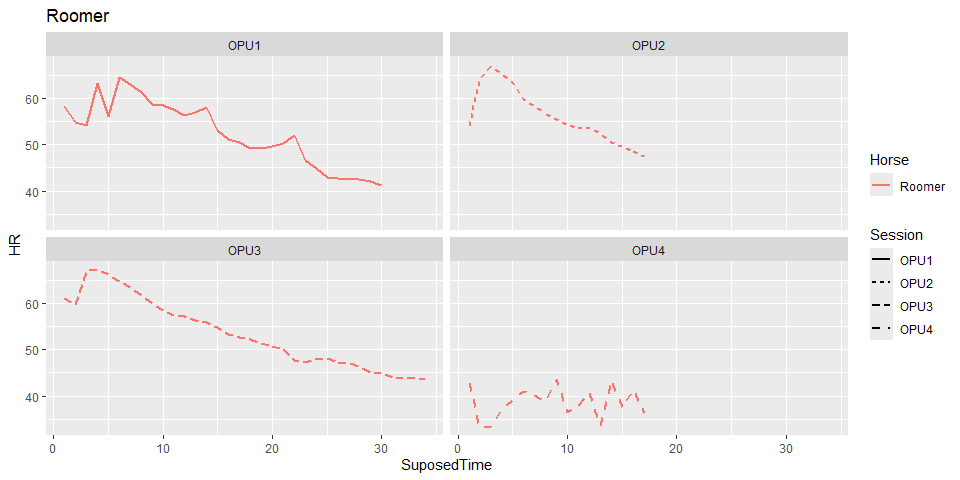 Roomer
OPU1
OPU2
60
50
40
OPU3
OPU4
60
50
40
0
10
20
30
0
10
20
30
HR
SuposedTime
Horse
Roomer
Session
OPU1
OPU2
OPU3
OPU4